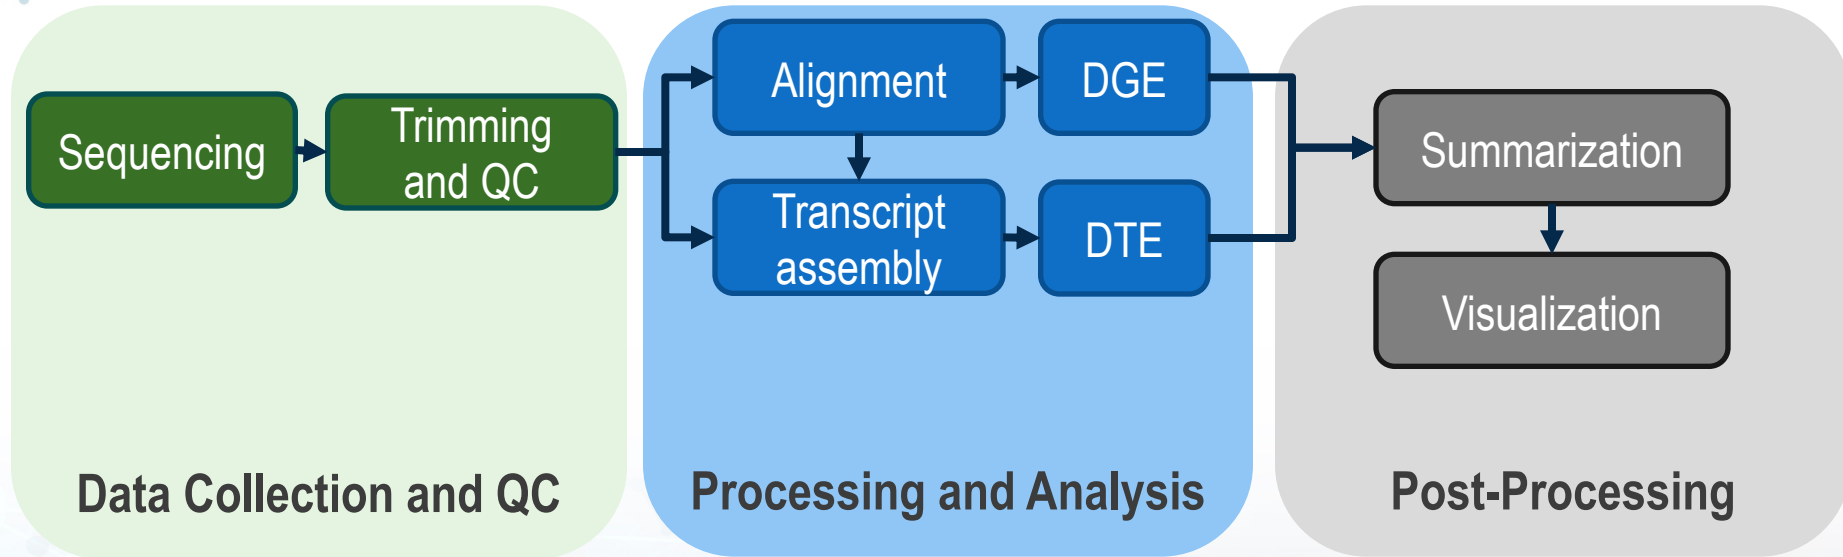 Sequencing
Trimming
and QC
Alignment
DGE
Transcript
assembly
DTE
Summarization
Visualization
Data Collection and QC
Processing and Analysis
Post-Processing